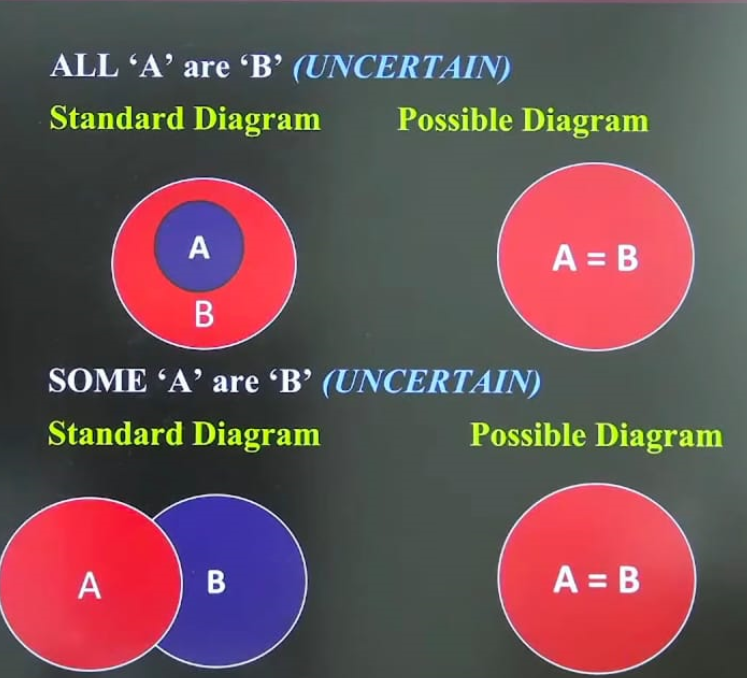 ALL ‘A’ are ‘B’ (UNCERTAIN)
Standard Diagram Possible Diagram
A
B
A = B
SOME ‘A’ are ‘B’ (UNCERTAIN)
Standard Diagram Possible Diagram
A B
A = B